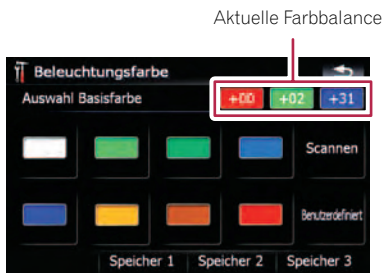 Aktuelle Farbbalance
Beleuchtungsfarbe
Auswahl Basisfarbe +00 +02 +31
Scannen
Benutzerdefiniert
Speicher 1 Speicher 2 Speicher 3